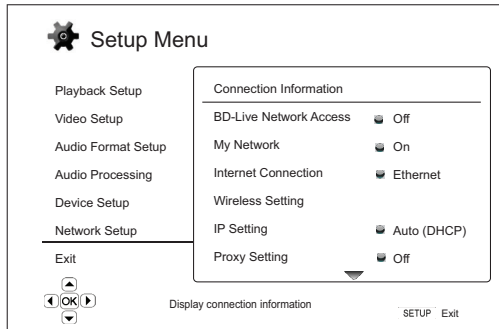 Setup Menu
Playback Setup
Video Setup
Audio Format Setup
Audio Processing
Device Setup
Network Setup
Exit
Connection Information
BD-Live Network Access Off
My Network On
Internet Connection Ethernet
Wireless Setting
IP Setting Auto (DHCP)
Proxy Setting Off
OK
Display connection information
SETUP Exit